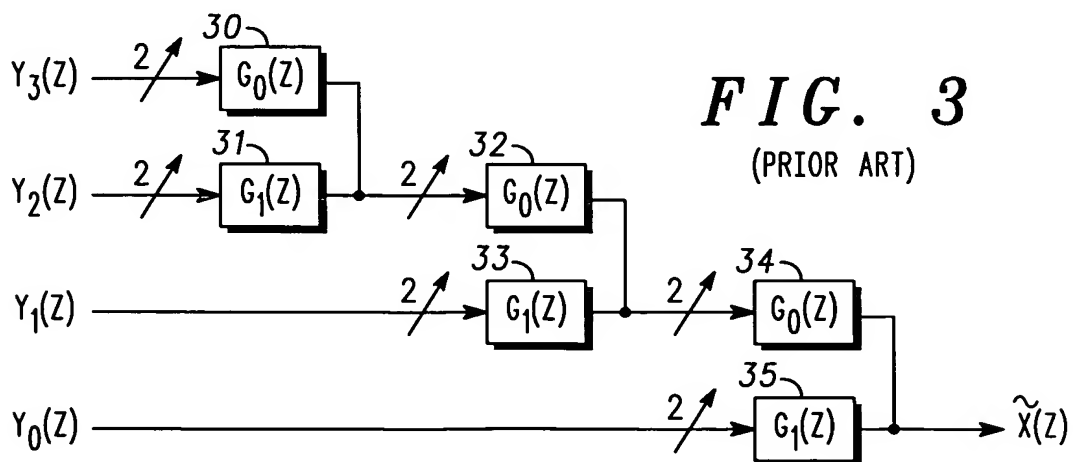 30
Y₃(Z) 2 G₀(Z)
FIG. 3
(PRIOR ART)
31
Y₂(Z) 2 G₁(Z)
32
2 G₀(Z)
33
Y₁(Z) 2 G₁(Z)
34
2 G₀(Z)
35
Y₀(Z) 2 G₁(Z) X̃(Z)